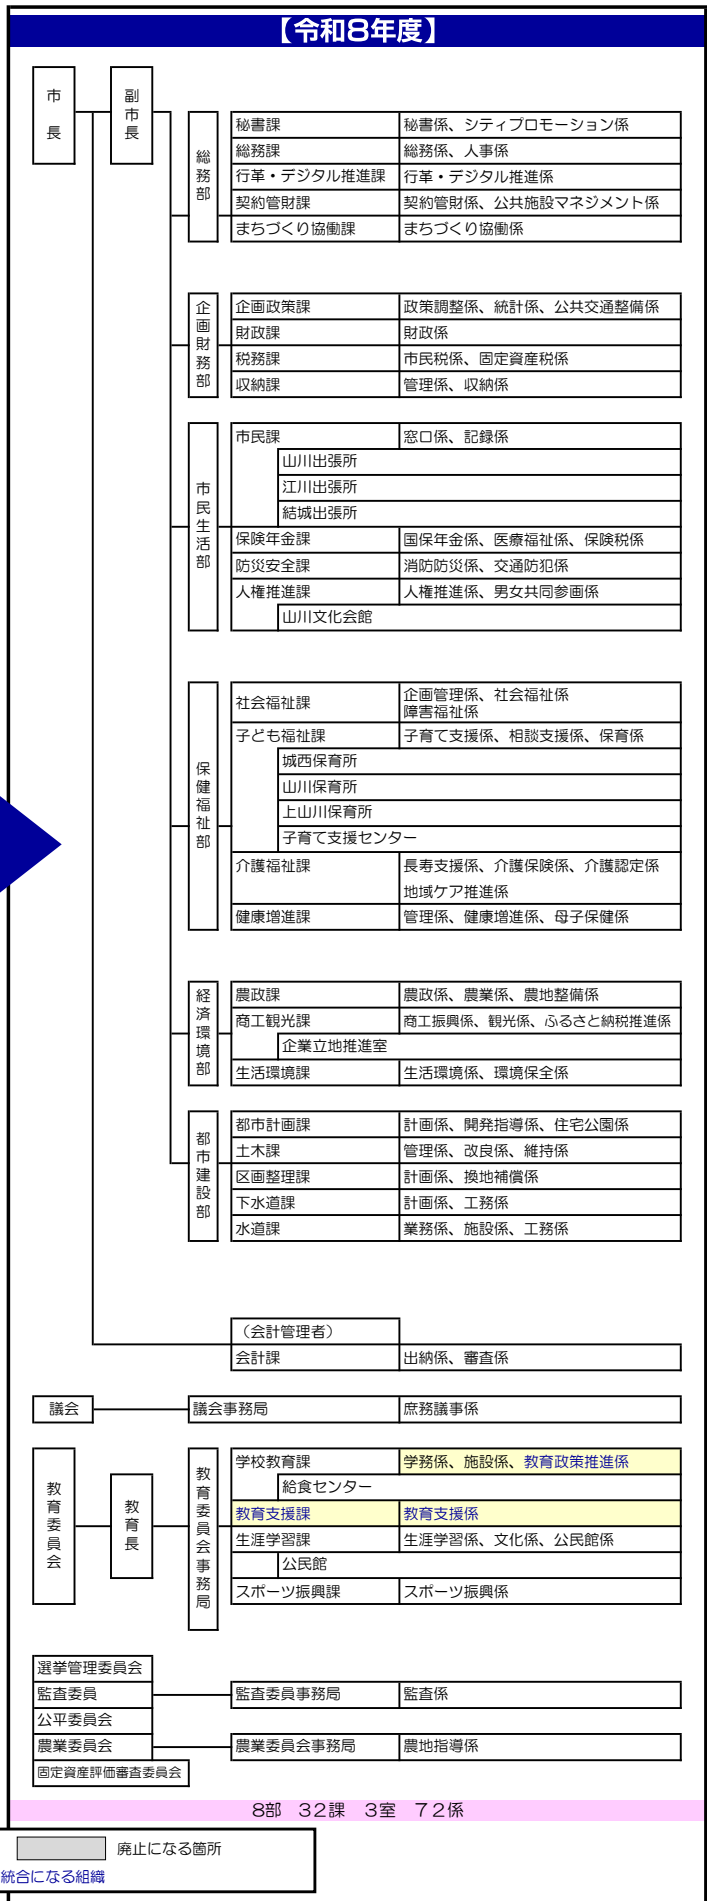 【令和8年度】
市長
副市長
総務部
秘書課 秘書係、シティプロモーション係
総務課 総務係、人事係
行革・デジタル推進課 行革・デジタル推進係
契約管財課 契約管財係、公共施設マネジメント係
まちづくり協働課 まちづくり協働係
企画財務部
企画政策課 政策調整係、統計係、公共交通整備係
財政課 財政係
税務課 市民税係、固定資産税係
収納課 管理係、収納係
市民生活部
市民課 窓口係、記録係
山川出張所
江川出張所
結城出張所
保険年金課 国保年金係、医療福祉係、保険税係
防災安全課 消防防災係、交通防犯係
人権推進課 人権推進係、男女共同参画係
山川文化会館
保健福祉部
社会福祉課 企画管理係、社会福祉係
障害福祉係
子ども福祉課 子育て支援係、相談支援係、保育係
城西保育所
山川保育所
上山川保育所
子育て支援センター
介護福祉課 長寿支援係、介護保険係、介護認定係
地域ケア推進係
健康増進課 管理係、健康増進係、母子保健係
経済環境部
農政課 農政係、農業係、農地整備係
商工観光課 商工振興係、観光係、ふるさと納税推進係
企業立地推進室
生活環境課 生活環境係、環境保全係
都市建設部
都市計画課 計画係、開発指導係、住宅公園係
土木課 管理係、改良係、維持係
区画整理課 計画係、換地補償係
下水道課 計画係、工務係
水道課 業務係、施設係、工務係
（会計管理者）
会計課 出納係、審査係
議会 議会事務局 庶務議事係
教育委員会
教育長
教育委員会事務局
学校教育課 学務係、施設係、教育政策推進係
給食センター
教育支援課 教育支援係
生涯学習課 生涯学習係、文化係、公民館係
公民館
スポーツ振興課 スポーツ振興係
選挙管理委員会
監査委員 監査委員事務局 監査係
公平委員会
農業委員会 農業委員会事務局 農地指導係
固定資産評価審査委員会
8部 32課 3室 72係
廃止になる箇所
統合になる組織